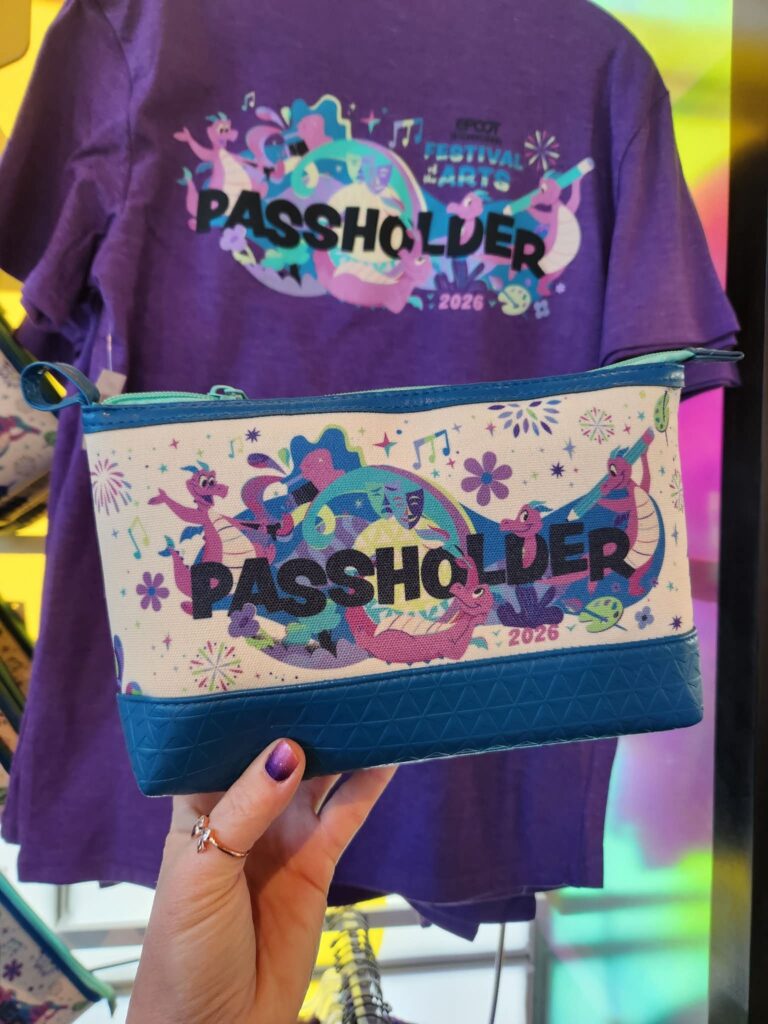 EPCOT
FESTIVAL
of the ARTS
PASSHOLDER
2026
PASSHOLDER
2026